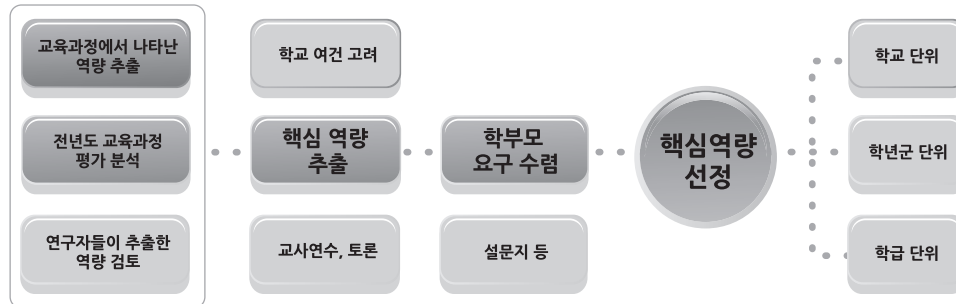 교육과정에서 나타난
역량 추출
전년도 교육과정
평가 분석
연구자들이 추출한
역량 검토
학교 여건 고려
핵심 역량
추출
교사연수, 토론
학부모
요구 수렴
설문지 등
핵심역량
선정
학교 단위
학년군 단위
학급 단위